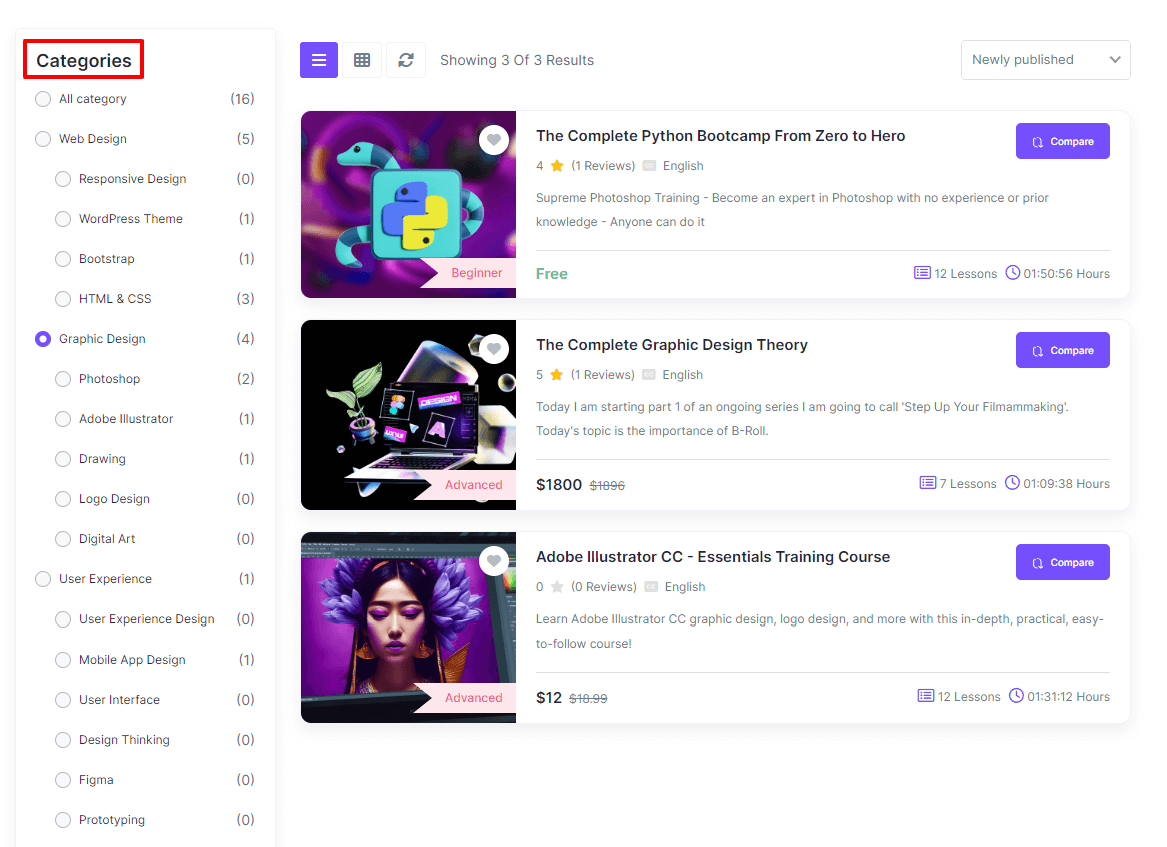 Categories
All category (16)
Web Design (5)
Responsive Design (0)
WordPress Theme (1)
Bootstrap (1)
HTML & CSS (3)
Graphic Design (4)
Photoshop (2)
Adobe Illustrator (1)
Drawing (1)
Logo Design (0)
Digital Art (0)
User Experience (1)
User Experience Design (0)
Mobile App Design (1)
User Interface (0)
Design Thinking (0)
Figma (0)
Prototyping (0)
Showing 3 Of 3 Results
Newly published
The Complete Python Bootcamp From Zero to Hero
Compare
4 (1 Reviews) English
Supreme Photoshop Training - Become an expert in Photoshop with no experience or prior
knowledge - Anyone can do it
Beginner
Free
12 Lessons 01:50:56 Hours
The Complete Graphic Design Theory
Compare
5 (1 Reviews) English
Today I am starting part 1 of an ongoing series I am going to call 'Step Up Your Filmammaking'.
Today's topic is the importance of B-Roll.
DESIGN
Advanced
$1800 $1896
7 Lessons 01:09:38 Hours
Adobe Illustrator CC - Essentials Training Course
Compare
0 (0 Reviews) English
Learn Adobe Illustrator CC graphic design, logo design, and more with this in-depth, practical, easy-
to-follow course!
Advanced
$12 $18.99
12 Lessons 01:31:12 Hours